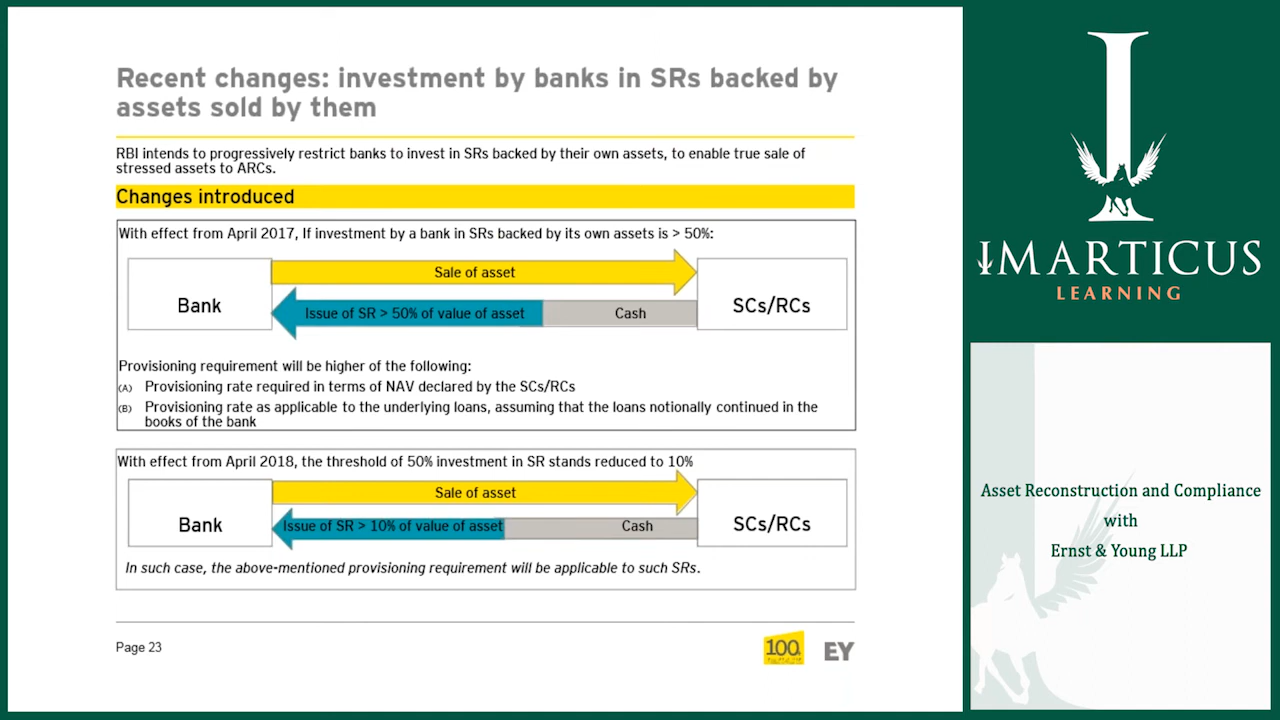 Recent changes: investment by banks in SRs backed by
assets sold by them
RBI intends to progressively restrict banks to invest in SRs backed by their own assets, to enable true sale of
stressed assets to ARCs.
Changes introduced
With effect from April 2017, If investment by a bank in SRs backed by its own assets is > 50%:
Bank
Sale of asset
Issue of SR > 50% of value of asset
Cash
SCs/RCs
Provisioning requirement will be higher of the following:
(A) Provisioning rate required in terms of NAV declared by the SCs/RCs
(B) Provisioning rate as applicable to the underlying loans, assuming that the loans notionally continued in the
books of the bank
With effect from April 2018, the threshold of 50% investment in SR stands reduced to 10%
Bank
Sale of asset
Issue of SR > 10% of value of asset
Cash
SCs/RCs
In such case, the above-mentioned provisioning requirement will be applicable to such SRs.
Page 23
100
EY
IMARTICUS
LEARNING
Asset Reconstruction and Compliance
with
Ernst & Young LLP